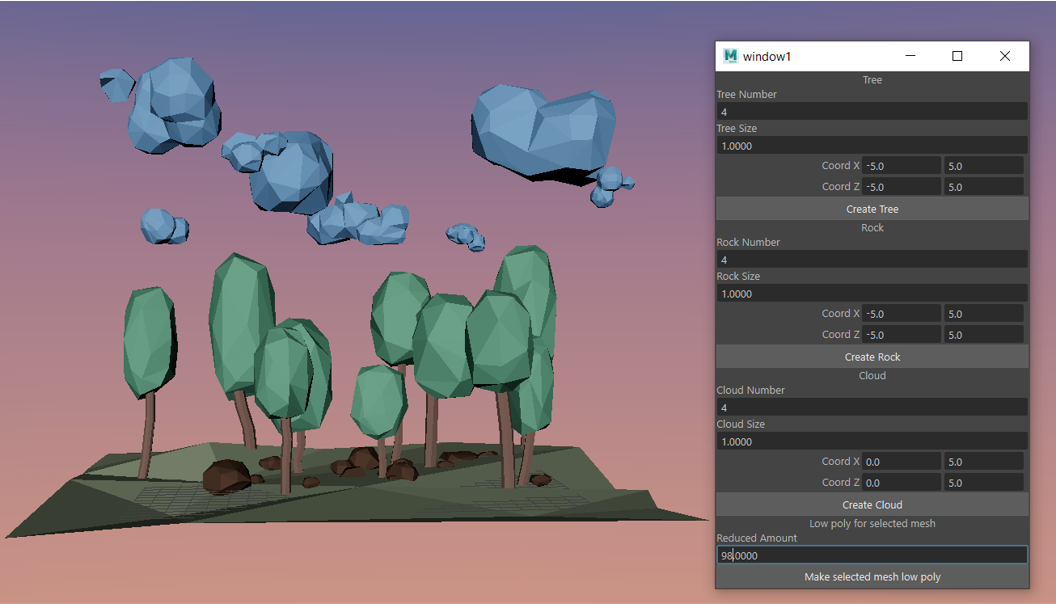 window1
Tree
Tree Number
4
Tree Size
1.0000
Coord X -5.0 5.0
Coord Z -5.0 5.0
Create Tree
Rock
Rock Number
4
Rock Size
1.0000
Coord X -5.0 5.0
Coord Z -5.0 5.0
Create Rock
Cloud
Cloud Number
4
Cloud Size
1.0000
Coord X 0.0 5.0
Coord Z 0.0 5.0
Create Cloud
Low poly for selected mesh
Reduced Amount
98.0000
Make selected mesh low poly